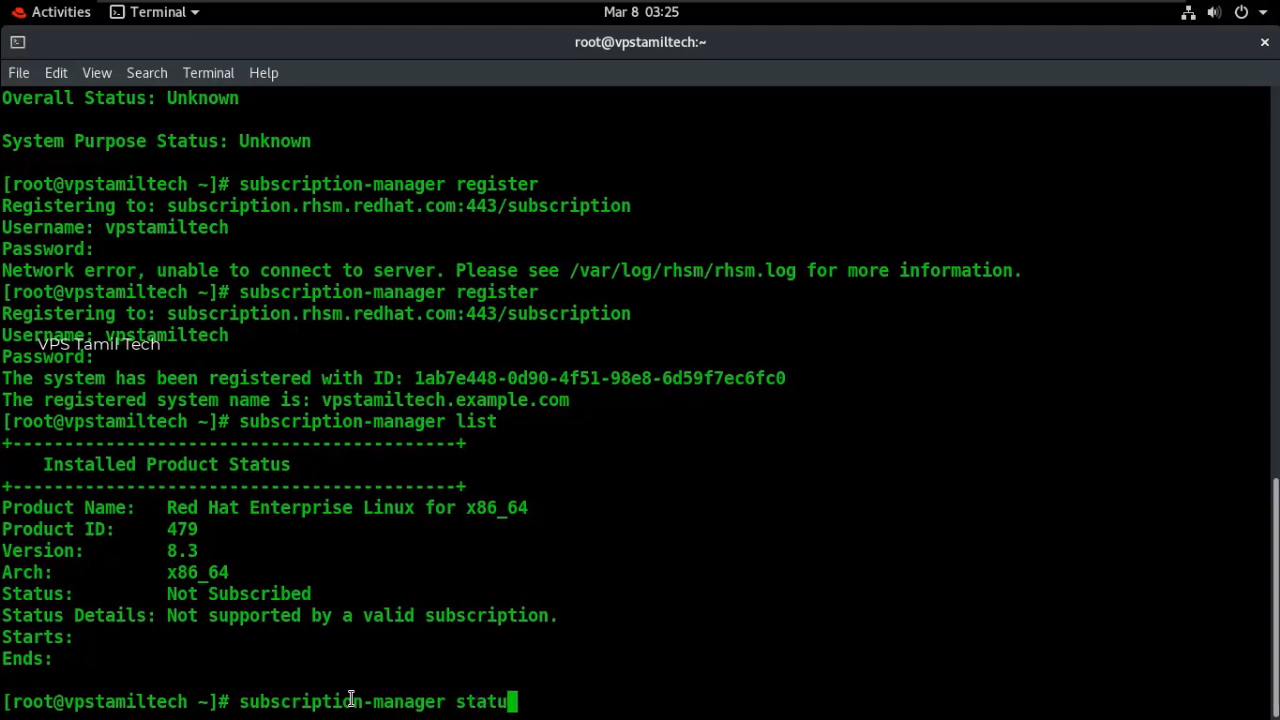 Activities Terminal Mar 8 03:25
root@vpstamiltech:~ ×
File Edit View Search Terminal Help
Overall Status: Unknown
System Purpose Status: Unknown
[root@vpstamiltech ~]# subscription-manager register
Registering to: subscription.rhsm.redhat.com:443/subscription
Username: vpstamiltech
Password:
Network error, unable to connect to server. Please see /var/log/rhsm/rhsm.log for more information.
[root@vpstamiltech ~]# subscription-manager register
Registering to: subscription.rhsm.redhat.com:443/subscription
Username: vpstamiltech
VPS Tamil Tech
Password:
The system has been registered with ID: 1ab7e448-0d90-4f51-98e8-6d59f7ec6fc0
The registered system name is: vpstamiltech.example.com
[root@vpstamiltech ~]# subscription-manager list
+-------------------------------------------+
Installed Product Status
+-------------------------------------------+
Product Name: Red Hat Enterprise Linux for x86_64
Product ID: 479
Version: 8.3
Arch: x86_64
Status: Not Subscribed
Status Details: Not supported by a valid subscription.
Starts:
Ends:
[root@vpstamiltech ~]# subscription-manager statu